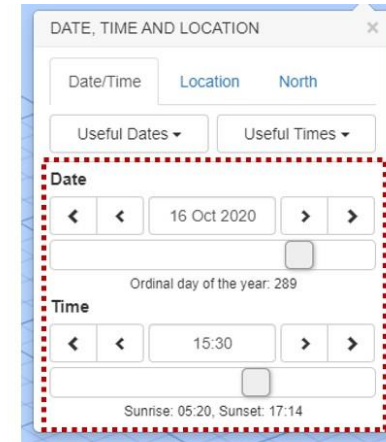 DATE, TIME AND LOCATION ×
Date/Time Location North
Useful Dates Useful Times
Date
16 Oct 2020
Ordinal day of the year: 289
Time
15:30
Sunrise: 05:20, Sunset: 17:14